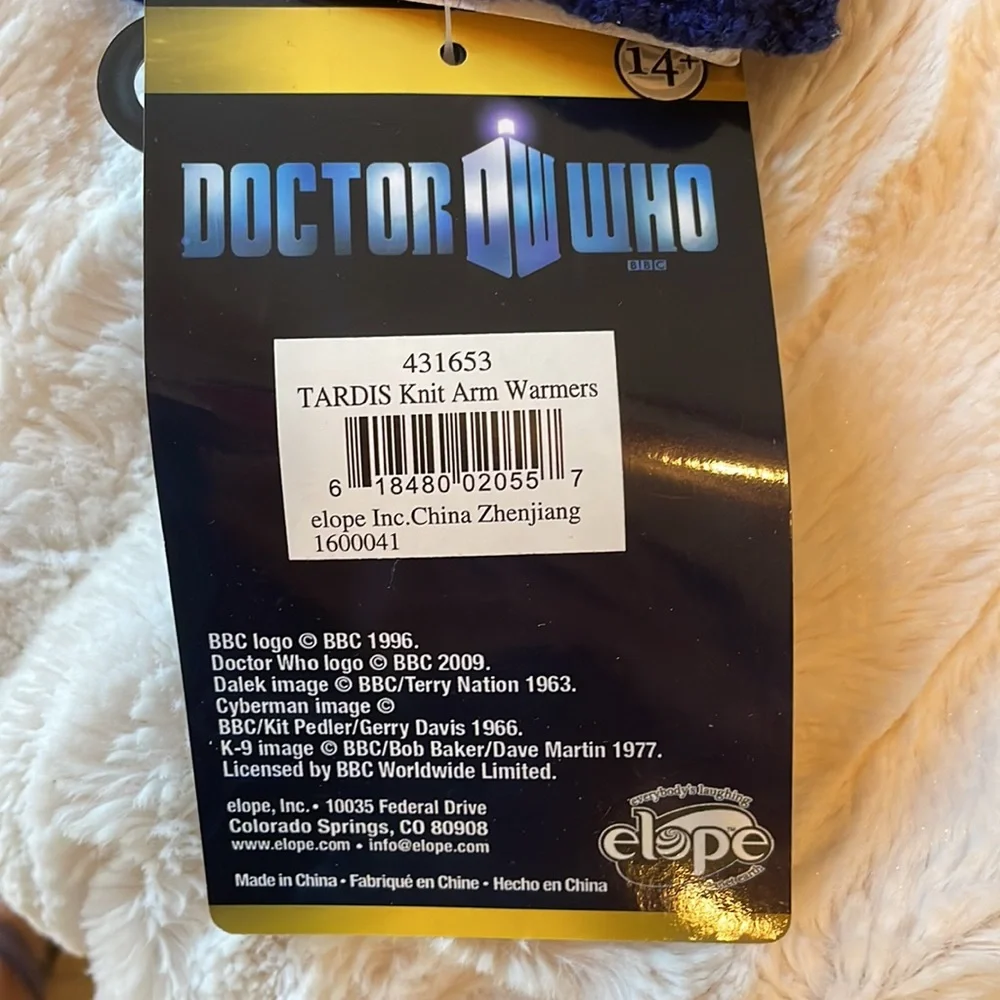 14+
DOCTOR DW WHO
BBC
431653
TARDIS Knit Arm Warmers
6 18480 02055 7
elope Inc.China Zhenjiang
1600041
BBC logo © BBC 1996.
Doctor Who logo © BBC 2009.
Dalek image © BBC/Terry Nation 1963.
Cyberman image ©
BBC/Kit Pedler/Gerry Davis 1966.
K-9 image © BBC/Bob Baker/Dave Martin 1977.
Licensed by BBC Worldwide Limited.
elope, Inc. • 10035 Federal Drive
Colorado Springs, CO 80908
www.elope.com • info@elope.com
everybody's laughing
elope™
Made in China • Fabriqué en Chine • Hecho en China